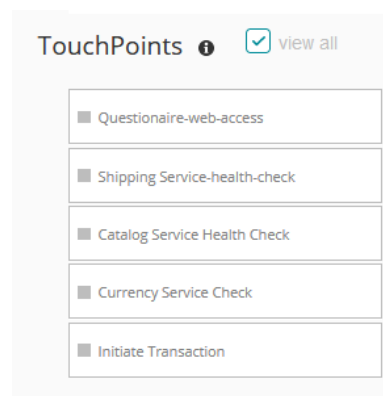 TouchPoints view all
Questionaire-web-access
Shipping Service-health-check
Catalog Service Health Check
Currency Service Check
Initiate Transaction